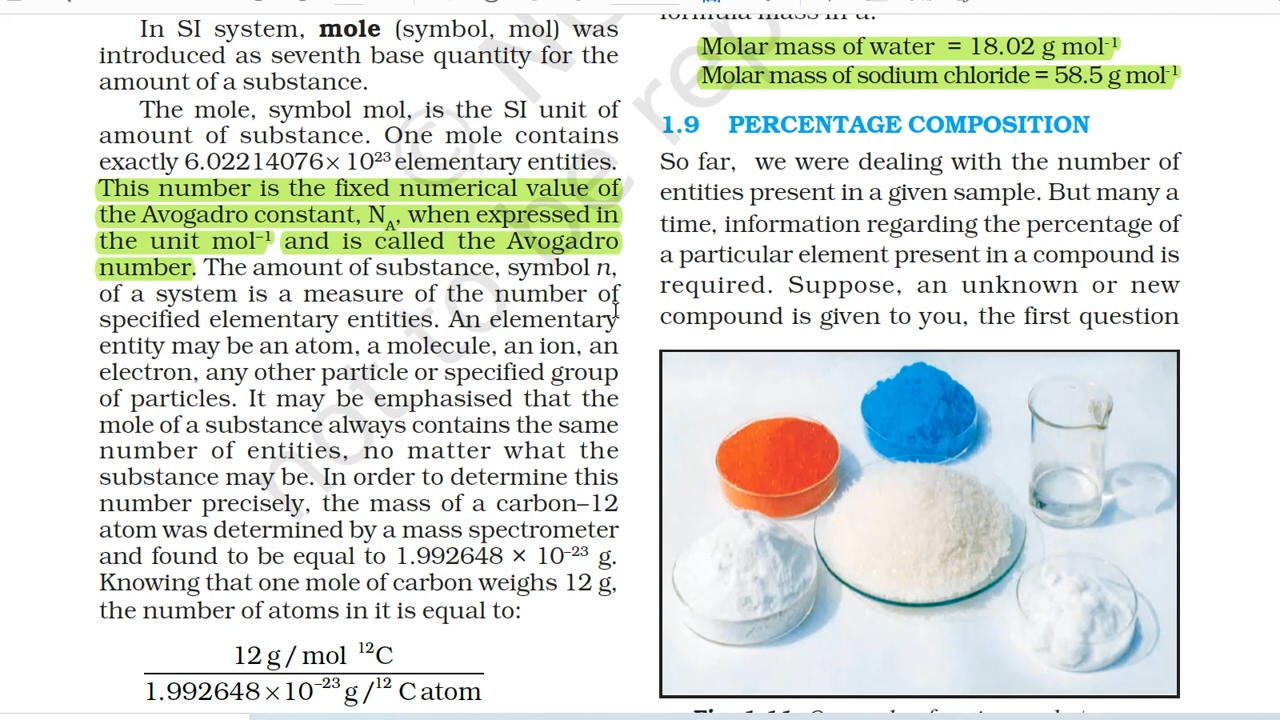 In SI system, mole (symbol, mol) was
introduced as seventh base quantity for the
amount of a substance.
The mole, symbol mol, is the SI unit of
amount of substance. One mole contains
exactly 6.02214076× 10²³ elementary entities.
This number is the fixed numerical value of
the Avogadro constant, N_A, when expressed in
the unit mol⁻¹ and is called the Avogadro
number. The amount of substance, symbol n,
of a system is a measure of the number of
specified elementary entities. An elementary
entity may be an atom, a molecule, an ion, an
electron, any other particle or specified group
of particles. It may be emphasised that the
mole of a substance always contains the same
number of entities, no matter what the
substance may be. In order to determine this
number precisely, the mass of a carbon–12
atom was determined by a mass spectrometer
and found to be equal to 1.992648 × 10⁻²³ g.
Knowing that one mole of carbon weighs 12 g,
the number of atoms in it is equal to:
12 g / mol ¹²C
1.992648 × 10⁻²³ g / ¹² C atom
formula mass in u.
Molar mass of water = 18.02 g mol⁻¹
Molar mass of sodium chloride = 58.5 g mol⁻¹
1.9 PERCENTAGE COMPOSITION
So far, we were dealing with the number of
entities present in a given sample. But many a
time, information regarding the percentage of
a particular element present in a compound is
required. Suppose, an unknown or new
compound is given to you, the first question
not to be rep